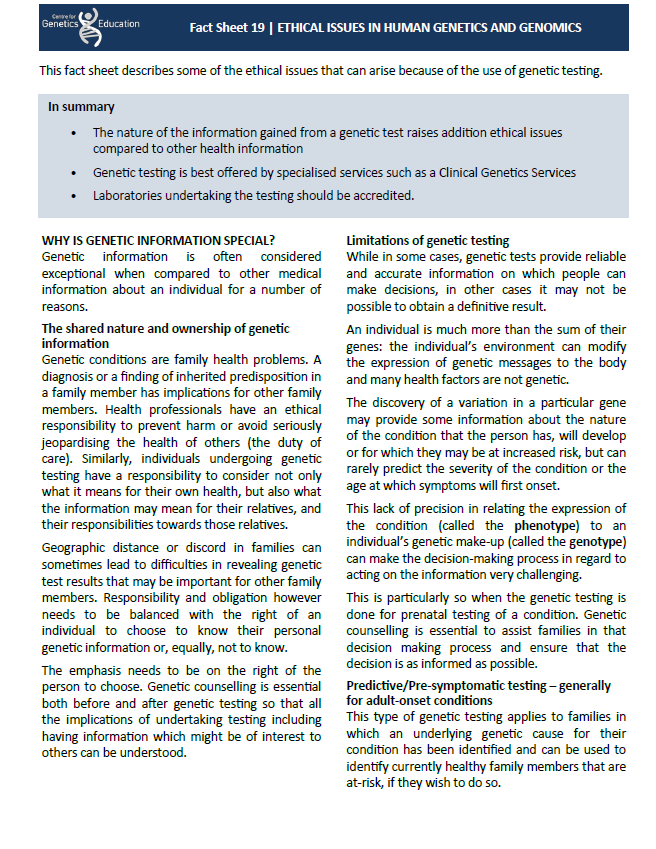 Centre for
Genetics Education
Fact Sheet 19 | ETHICAL ISSUES IN HUMAN GENETICS AND GENOMICS
This fact sheet describes some of the ethical issues that can arise because of the use of genetic testing.
In summary
• The nature of the information gained from a genetic test raises addition ethical issues
compared to other health information
• Genetic testing is best offered by specialised services such as a Clinical Genetics Services
• Laboratories undertaking the testing should be accredited.
WHY IS GENETIC INFORMATION SPECIAL?
Genetic information is often considered
exceptional when compared to other medical
information about an individual for a number of
reasons.
The shared nature and ownership of genetic
information
Genetic conditions are family health problems. A
diagnosis or a finding of inherited predisposition in
a family member has implications for other family
members. Health professionals have an ethical
responsibility to prevent harm or avoid seriously
jeopardising the health of others (the duty of
care). Similarly, individuals undergoing genetic
testing have a responsibility to consider not only
what it means for their own health, but also what
the information may mean for their relatives, and
their responsibilities towards those relatives.
Geographic distance or discord in families can
sometimes lead to difficulties in revealing genetic
test results that may be important for other family
members. Responsibility and obligation however
needs to be balanced with the right of an
individual to choose to know their personal
genetic information or, equally, not to know.
The emphasis needs to be on the right of the
person to choose. Genetic counselling is essential
both before and after genetic testing so that all
the implications of undertaking testing including
having information which might be of interest to
others can be understood.
Limitations of genetic testing
While in some cases, genetic tests provide reliable
and accurate information on which people can
make decisions, in other cases it may not be
possible to obtain a definitive result.
An individual is much more than the sum of their
genes: the individual's environment can modify
the expression of genetic messages to the body
and many health factors are not genetic.
The discovery of a variation in a particular gene
may provide some information about the nature
of the condition that the person has, will develop
or for which they may be at increased risk, but can
rarely predict the severity of the condition or the
age at which symptoms will first onset.
This lack of precision in relating the expression of
the condition (called the phenotype) to an
individual's genetic make-up (called the genotype)
can make the decision-making process in regard to
acting on the information very challenging.
This is particularly so when the genetic testing is
done for prenatal testing of a condition. Genetic
counselling is essential to assist families in that
decision making process and ensure that the
decision is as informed as possible.
Predictive/Pre-symptomatic testing – generally
for adult-onset conditions
This type of genetic testing applies to families in
which an underlying genetic cause for their
condition has been identified and can be used to
identify currently healthy family members that are
at-risk, if they wish to do so.